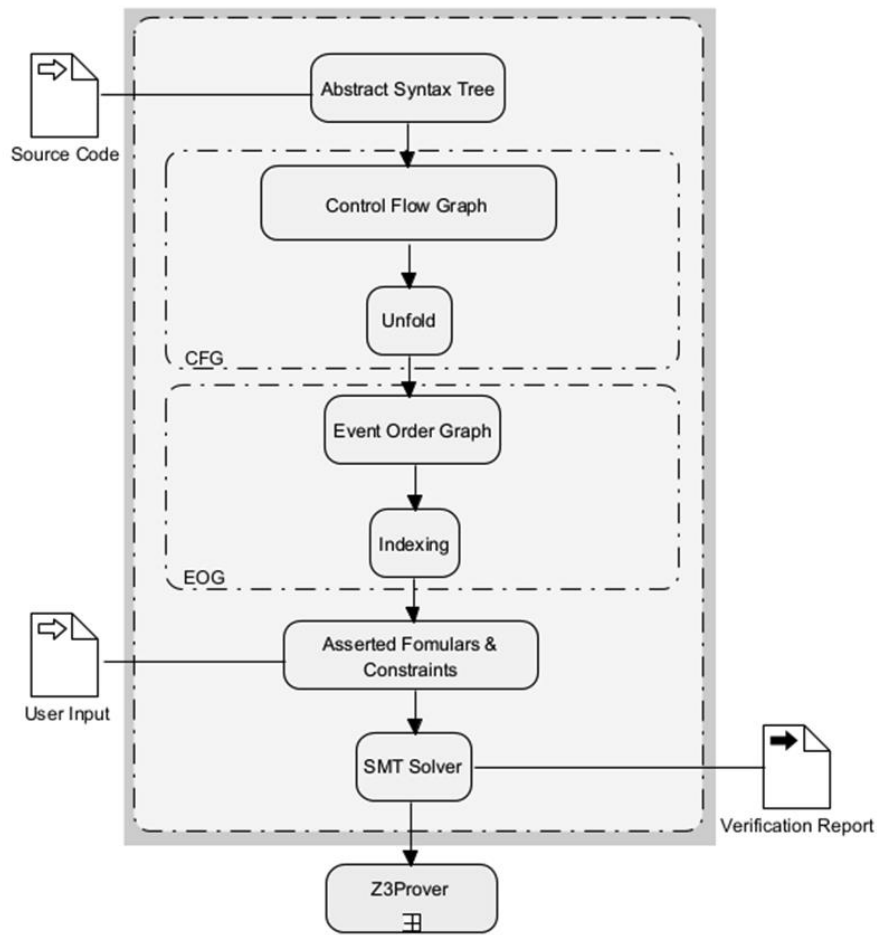 Abstract Syntax Tree
Source Code
Control Flow Graph
Unfold
CFG
Event Order Graph
Indexing
EOG
Asserted Fomulars &
Constraints
User Input
SMT Solver
Verification Report
Z3Prover